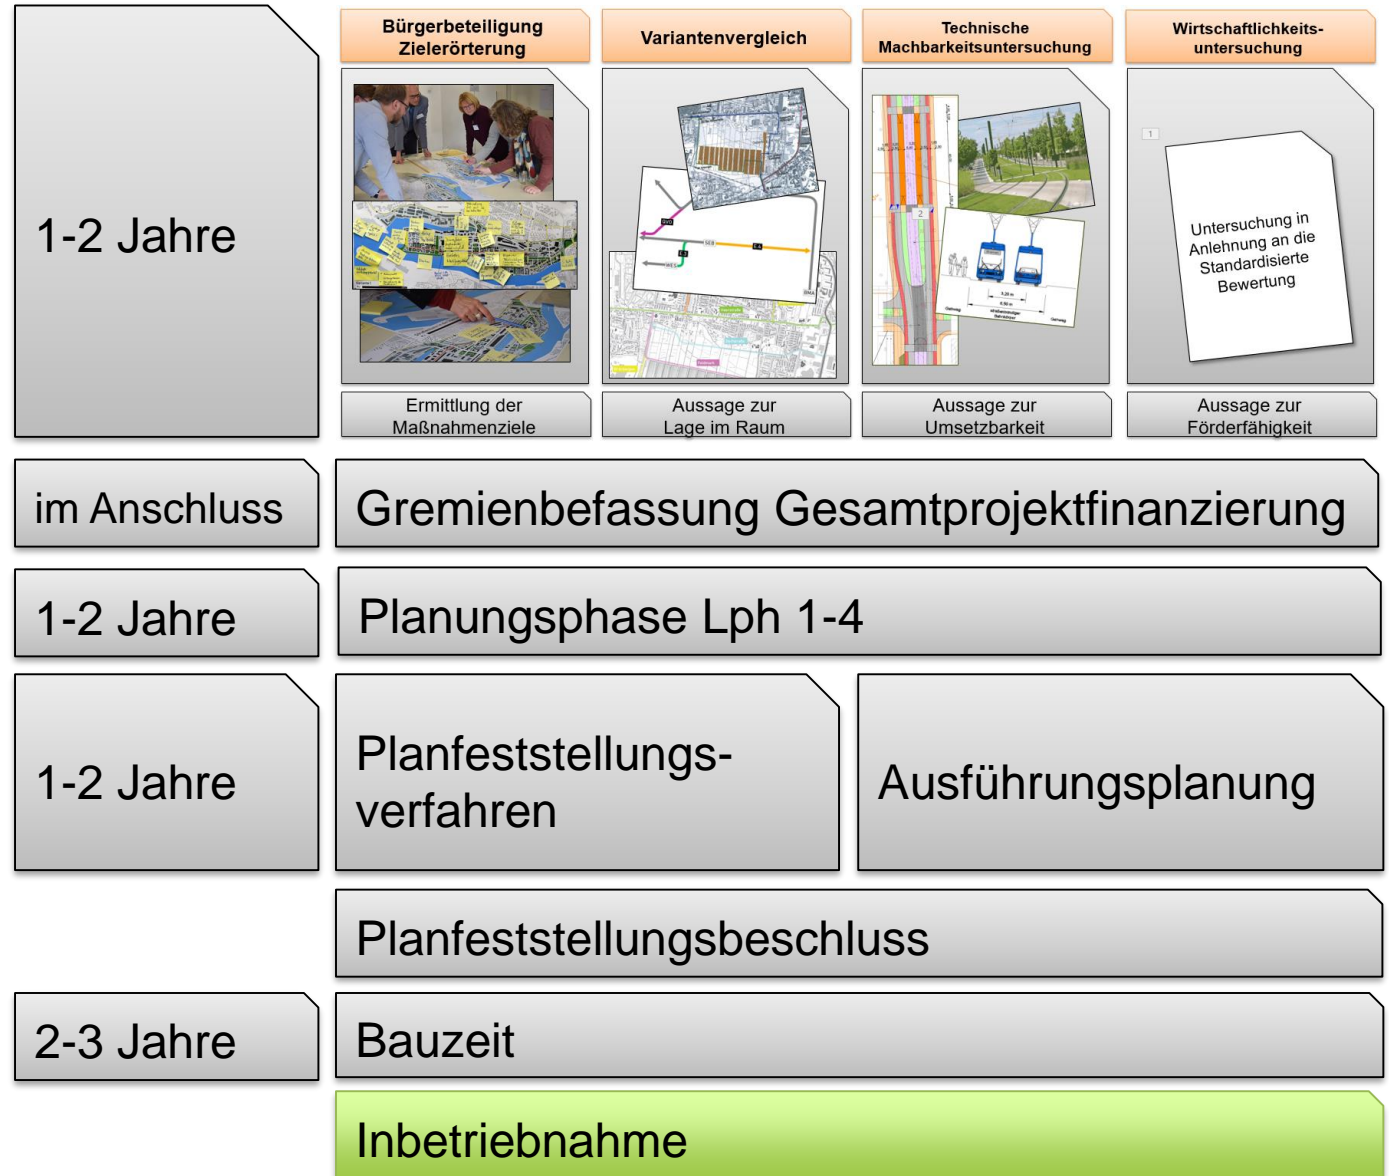 Bürgerbeteiligung
Zielerörterung
Variantenvergleich
Technische
Machbarkeitsuntersuchung
Wirtschaftlichkeits-
untersuchung
1-2 Jahre
1
2
Untersuchung in
Anlehnung an die
Standardisierte
Bewertung
Ermittlung der
Maßnahmenziele
Aussage zur
Lage im Raum
Aussage zur
Umsetzbarkeit
Aussage zur
Förderfähigkeit
im Anschluss
Gremienbefassung Gesamtprojektfinanzierung
1-2 Jahre
Planungsphase Lph 1-4
1-2 Jahre
Planfeststellungs-
verfahren
Ausführungsplanung
Planfeststellungsbeschluss
2-3 Jahre
Bauzeit
Inbetriebnahme